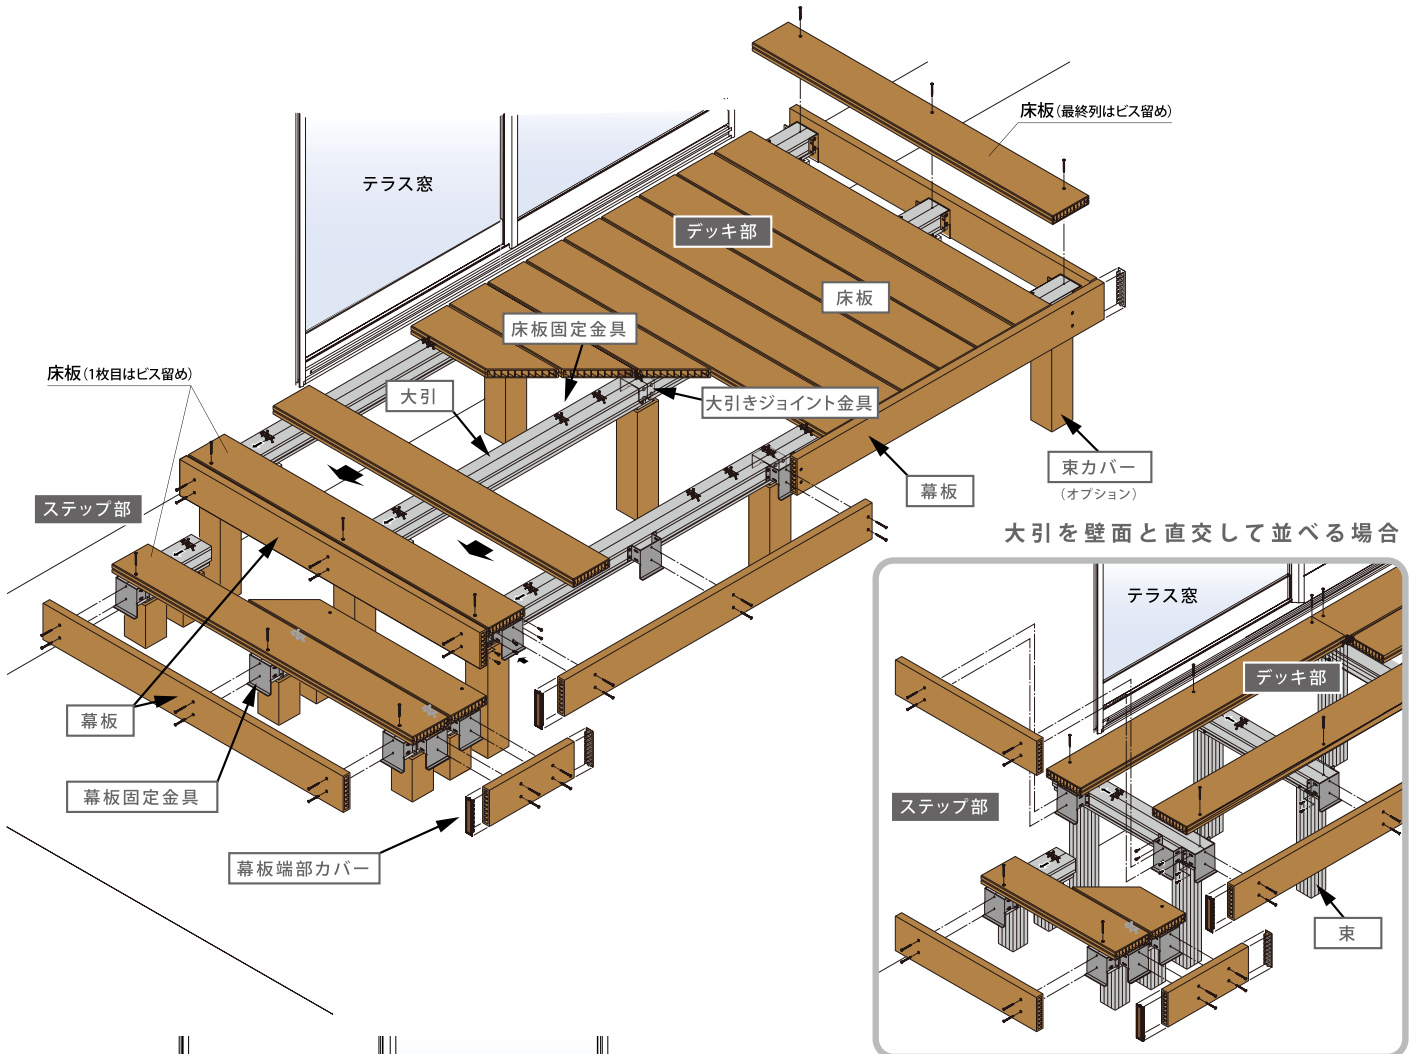 床板(最終列はビス留め)
テラス窓
デッキ部
床板
床板固定金具
床板(1枚目はビス留め)
大引
大引きジョイント金具
束カバー
(オプション)
幕板
ステップ部
大引を壁面と直交して並べる場合
テラス窓
デッキ部
幕板
幕板固定金具
ステップ部
幕板端部カバー
束